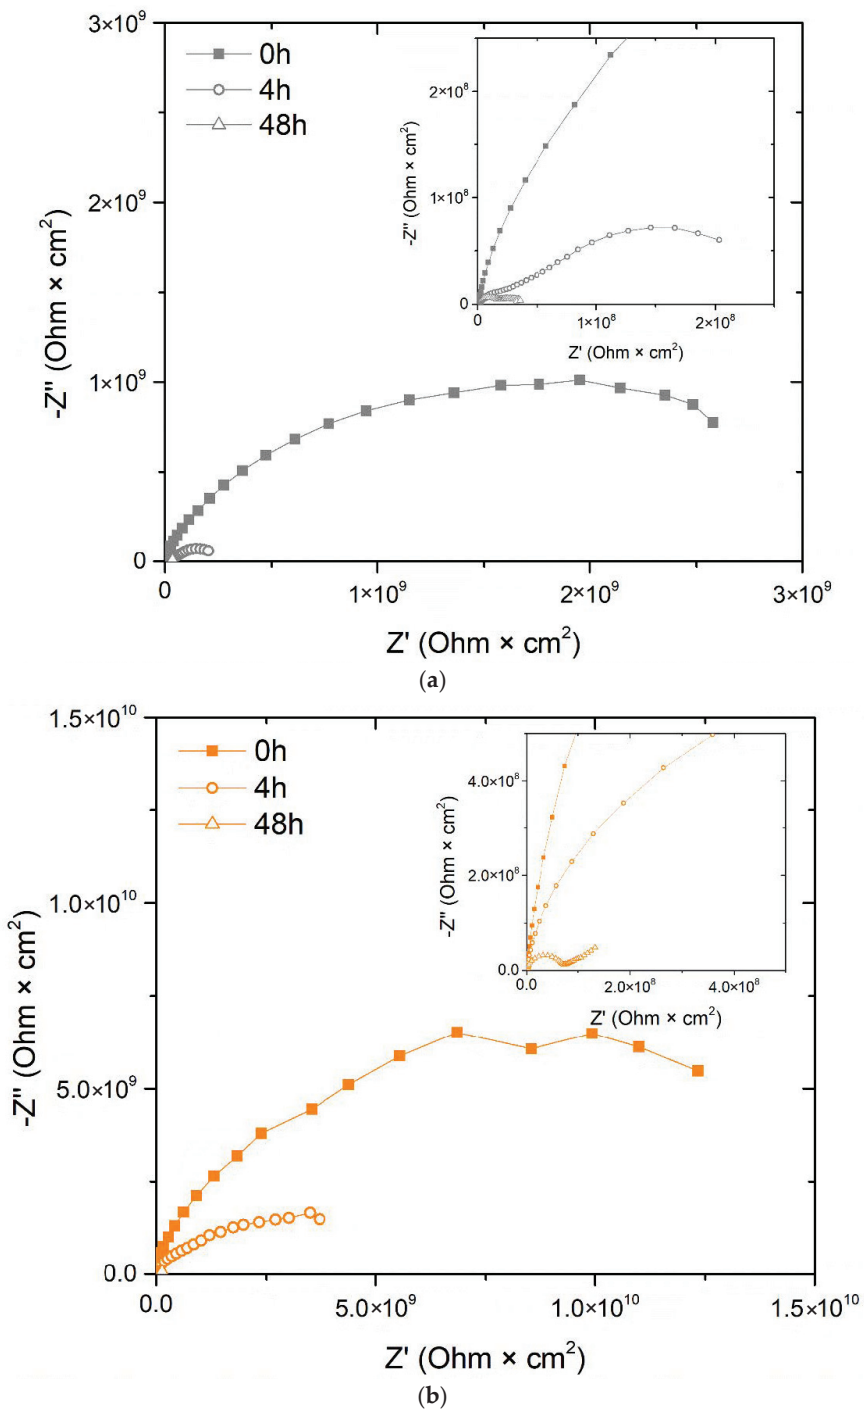 3×10⁹
0h
4h
48h
2×10⁸
1×10⁸
0
-Z" (Ohm × cm²)
0
1×10⁸
2×10⁸
Z' (Ohm × cm²)
2×10⁹
1×10⁹
0
-Z" (Ohm × cm²)
0
1×10⁹
2×10⁹
3×10⁹
Z' (Ohm × cm²)
(a)
1.5×10¹⁰
0h
4h
48h
4.0×10⁸
2.0×10⁸
0.0
-Z" (Ohm × cm²)
0.0
2.0×10⁸
4.0×10⁸
Z' (Ohm × cm²)
1.0×10¹⁰
5.0×10⁹
0.0
-Z" (Ohm × cm²)
0.0
5.0×10⁹
1.0×10¹⁰
1.5×10¹⁰
Z' (Ohm × cm²)
(b)